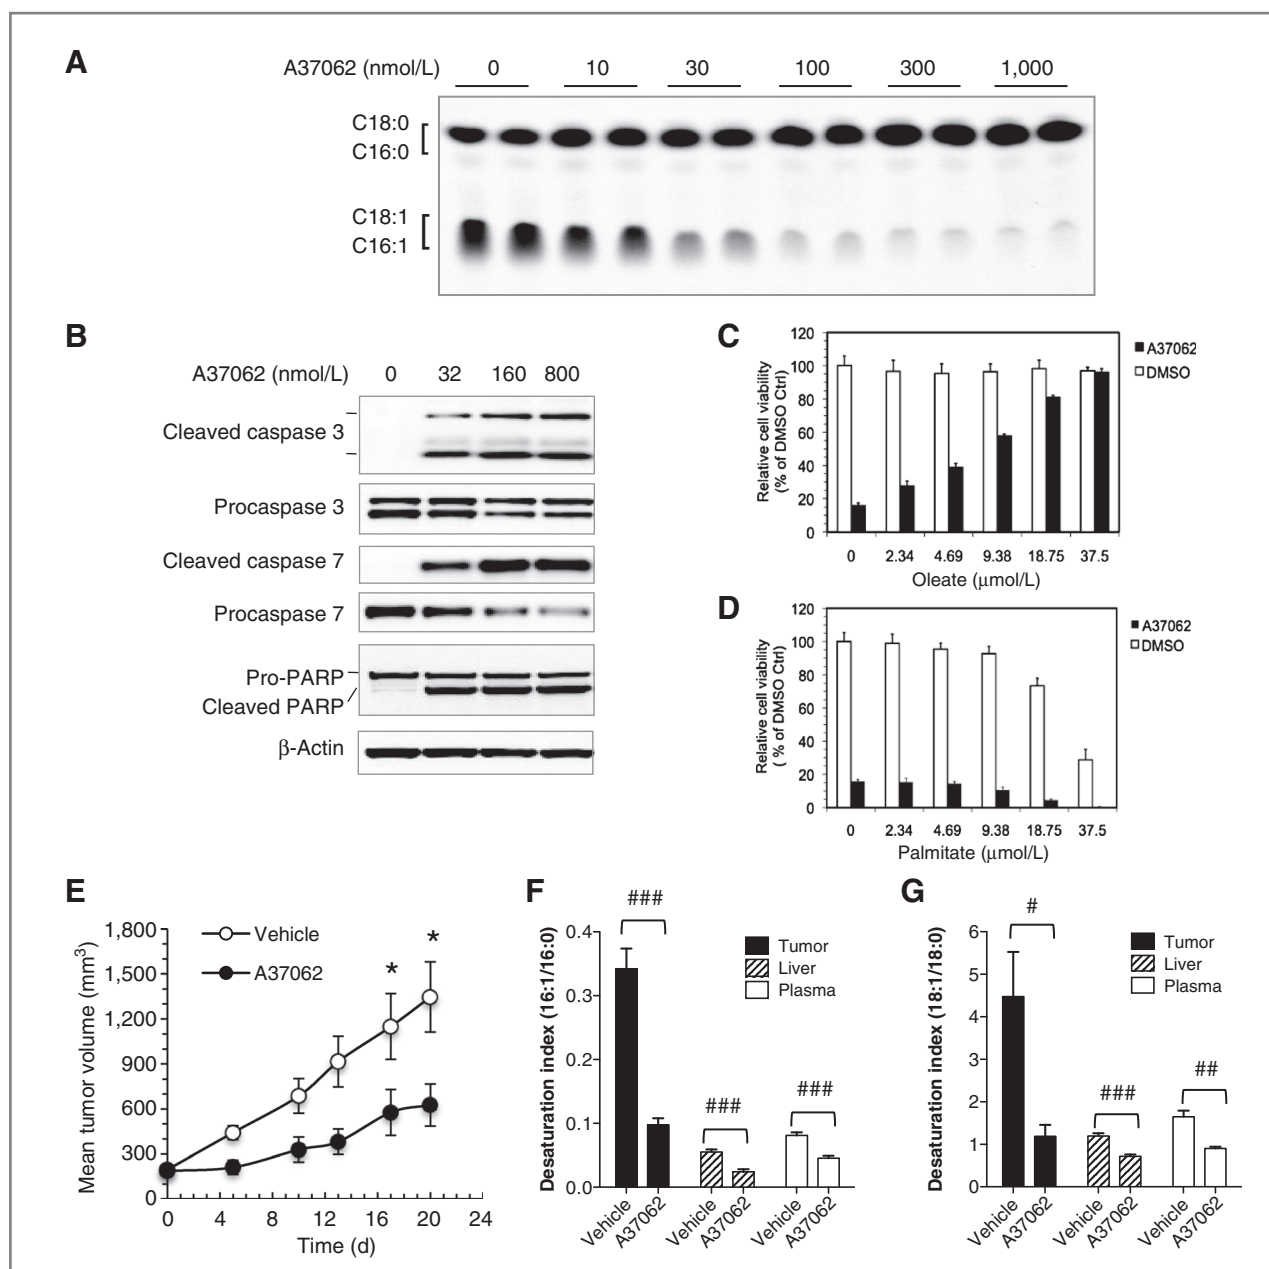 A
A37062 (nmol/L) 0 10 30 100 300 1,000
C18:0
C16:0
C18:1
C16:1
B
A37062 (nmol/L) 0 32 160 800
Cleaved caspase 3
Procaspase 3
Cleaved caspase 7
Procaspase 7
Pro-PARP
Cleaved PARP
β-Actin
C
Relative cell viability
(% of DMSO Ctrl)
120
100
80
60
40
20
0
0 2.34 4.69 9.38 18.75 37.5
Oleate (μmol/L)
A37062
DMSO
D
Relative cell viability
( % of DMSO Ctrl)
120
100
80
60
40
20
0
0 2.34 4.69 9.38 18.75 37.5
Palmitate (μmol/L)
A37062
DMSO
E
Mean tumor volume (mm³)
1,800
1,500
1,200
900
600
300
0
0 4 8 12 16 20 24
Time (d)
Vehicle
A37062
*
*
F
Desaturation index (16:1/16:0)
0.4
0.3
0.2
0.1
0.0
###
###
###
Tumor
Liver
Plasma
Vehicle A37062 Vehicle A37062 Vehicle A37062
G
Desaturation index (18:1/18:0)
6
5
4
3
2
1
0
#
###
##
Tumor
Liver
Plasma
Vehicle A37062 Vehicle A37062 Vehicle A37062